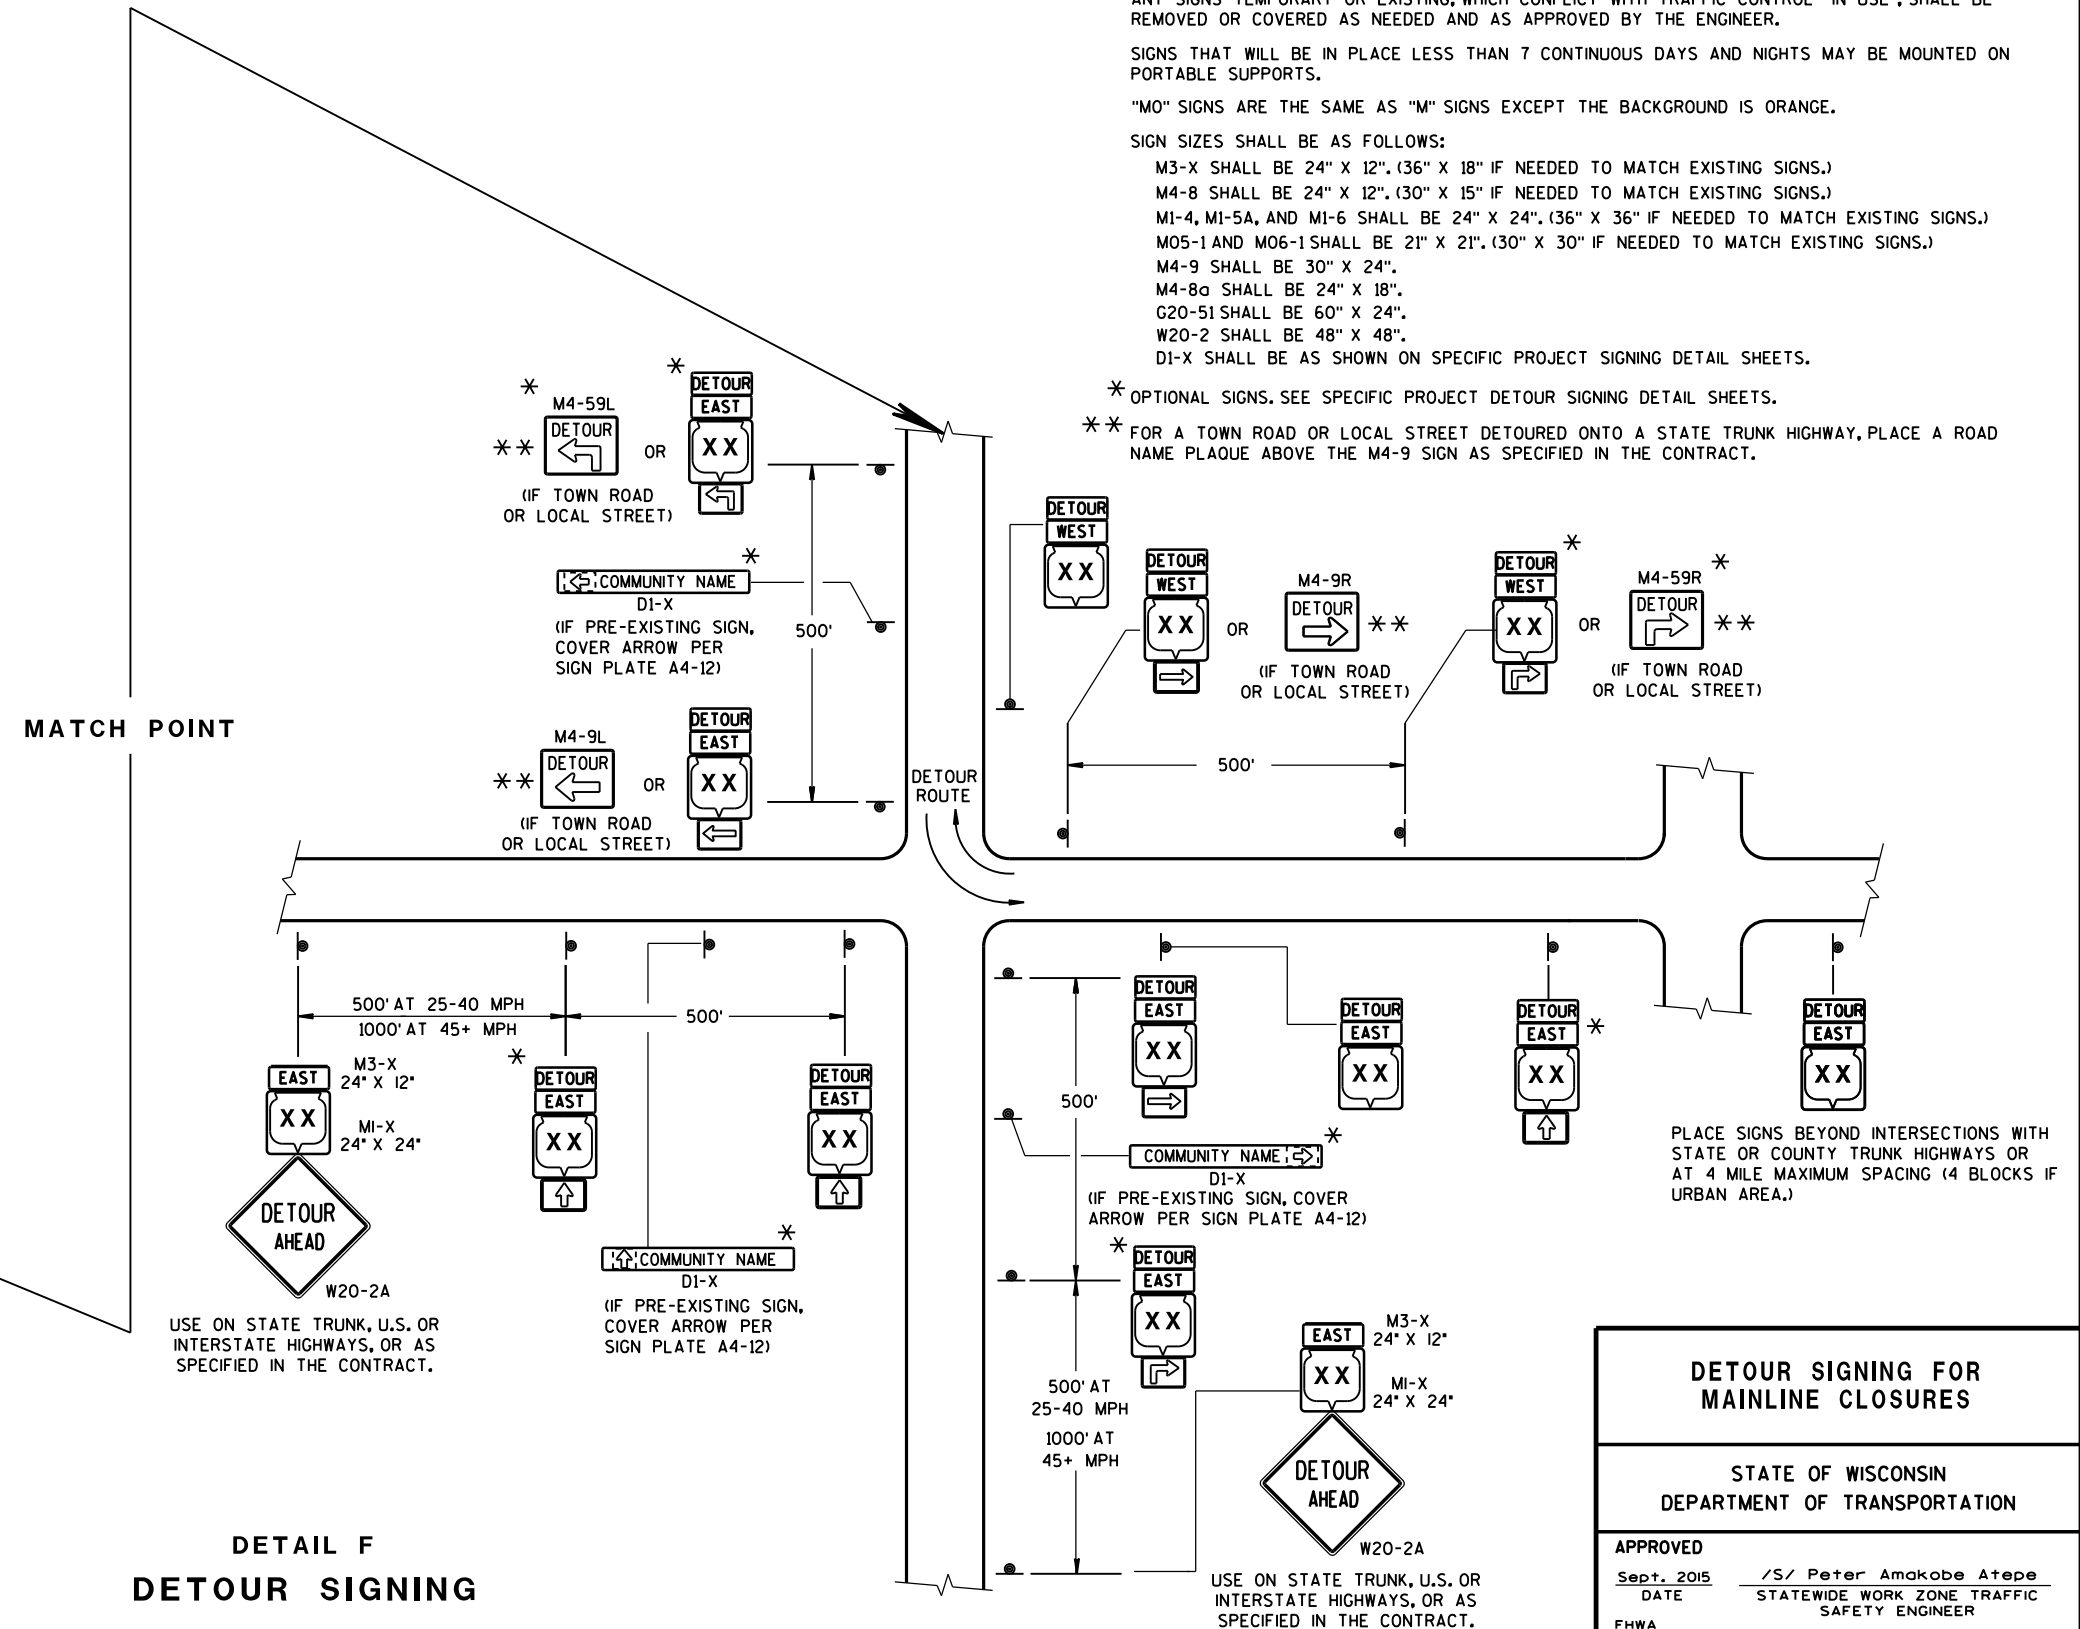 ANY SIGNS TEMPORARY OR EXISTING, WHICH CONFLICT WITH TRAFFIC CONTROL "IN USE", SHALL BE
REMOVED OR COVERED AS NEEDED AND AS APPROVED BY THE ENGINEER.
SIGNS THAT WILL BE IN PLACE LESS THAN 7 CONTINUOUS DAYS AND NIGHTS MAY BE MOUNTED ON
PORTABLE SUPPORTS.
"MO" SIGNS ARE THE SAME AS "M" SIGNS EXCEPT THE BACKGROUND IS ORANGE.
SIGN SIZES SHALL BE AS FOLLOWS:
M3-X SHALL BE 24" X 12". (36" X 18" IF NEEDED TO MATCH EXISTING SIGNS.)
M4-8 SHALL BE 24" X 12". (30" X 15" IF NEEDED TO MATCH EXISTING SIGNS.)
M1-4, M1-5A, AND M1-6 SHALL BE 24" X 24". (36" X 36" IF NEEDED TO MATCH EXISTING SIGNS.)
MO5-1 AND MO6-1 SHALL BE 21" X 21". (30" X 30" IF NEEDED TO MATCH EXISTING SIGNS.)
M4-9 SHALL BE 30" X 24".
M4-8a SHALL BE 24" X 18".
G20-51 SHALL BE 60" X 24".
W20-2 SHALL BE 48" X 48".
D1-X SHALL BE AS SHOWN ON SPECIFIC PROJECT SIGNING DETAIL SHEETS.
* OPTIONAL SIGNS. SEE SPECIFIC PROJECT DETOUR SIGNING DETAIL SHEETS.
** FOR A TOWN ROAD OR LOCAL STREET DETOURED ONTO A STATE TRUNK HIGHWAY, PLACE A ROAD
NAME PLAQUE ABOVE THE M4-9 SIGN AS SPECIFIED IN THE CONTRACT.
*
M4-59L
** DETOUR
OR
(IF TOWN ROAD
OR LOCAL STREET)
*
DETOUR
EAST
XX
COMMUNITY NAME *
D1-X
(IF PRE-EXISTING SIGN,
COVER ARROW PER
SIGN PLATE A4-12)
500'
MATCH POINT
M4-9L
** DETOUR
OR
(IF TOWN ROAD
OR LOCAL STREET)
DETOUR
EAST
XX
DETOUR
ROUTE
DETOUR
WEST
XX
DETOUR
WEST
XX
OR
M4-9R
DETOUR **
(IF TOWN ROAD
OR LOCAL STREET)
500'
DETOUR *
WEST
XX
OR
M4-59R *
DETOUR **
(IF TOWN ROAD
OR LOCAL STREET)
500' AT 25-40 MPH
1000' AT 45+ MPH
500'
EAST
M3-X
24" X 12"
XX
M1-X
24" X 24"
DETOUR
AHEAD
W20-2A
USE ON STATE TRUNK, U.S. OR
INTERSTATE HIGHWAYS, OR AS
SPECIFIED IN THE CONTRACT.
*
DETOUR
EAST
XX
DETOUR
EAST
XX
COMMUNITY NAME *
D1-X
(IF PRE-EXISTING SIGN,
COVER ARROW PER
SIGN PLATE A4-12)
DETOUR
EAST
XX
500'
DETOUR
EAST
XX
DETOUR
EAST *
XX
DETOUR
EAST
XX
PLACE SIGNS BEYOND INTERSECTIONS WITH
STATE OR COUNTY TRUNK HIGHWAYS OR
AT 4 MILE MAXIMUM SPACING (4 BLOCKS IF
URBAN AREA.)
COMMUNITY NAME *
D1-X
(IF PRE-EXISTING SIGN, COVER
ARROW PER SIGN PLATE A4-12)
*
DETOUR
EAST
XX
500' AT
25-40 MPH
1000' AT
45+ MPH
EAST
M3-X
24" X 12"
XX
M1-X
24" X 24"
DETOUR
AHEAD
W20-2A
USE ON STATE TRUNK, U.S. OR
INTERSTATE HIGHWAYS, OR AS
SPECIFIED IN THE CONTRACT.
DETAIL F
DETOUR SIGNING
DETOUR SIGNING FOR
MAINLINE CLOSURES
STATE OF WISCONSIN
DEPARTMENT OF TRANSPORTATION
APPROVED
Sept. 2015 /S/ Peter Amakobe Atepe
DATE STATEWIDE WORK ZONE TRAFFIC
SAFETY ENGINEER
FHWA